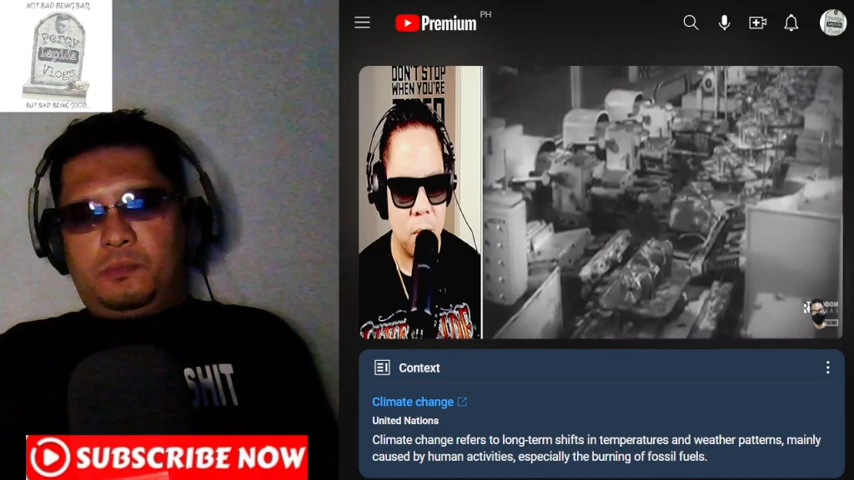 NOT BAD BEING BAD,
Percy
Lapida
Vlogs
BUT BAD BEING GOOD...
SHIT
SUBSCRIBE NOW
Premium
PH
DON'T STOP
WHEN YOU'RE
Context
Climate change
United Nations
Climate change refers to long-term shifts in temperatures and weather patterns, mainly
caused by human activities, especially the burning of fossil fuels.